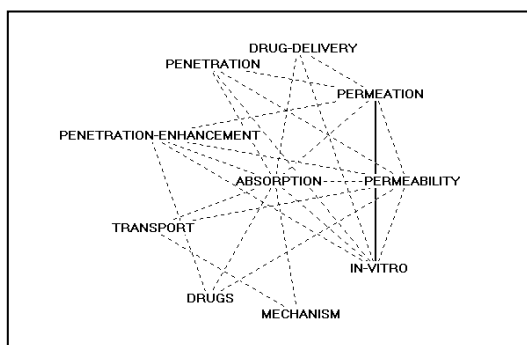 DRUG-DELIVERY
PENETRATION
PERMEATION
PENETRATION-ENHANCEMENT
ABSORPTION
PERMEABILITY
TRANSPORT
IN-VITRO
DRUGS
MECHANISM